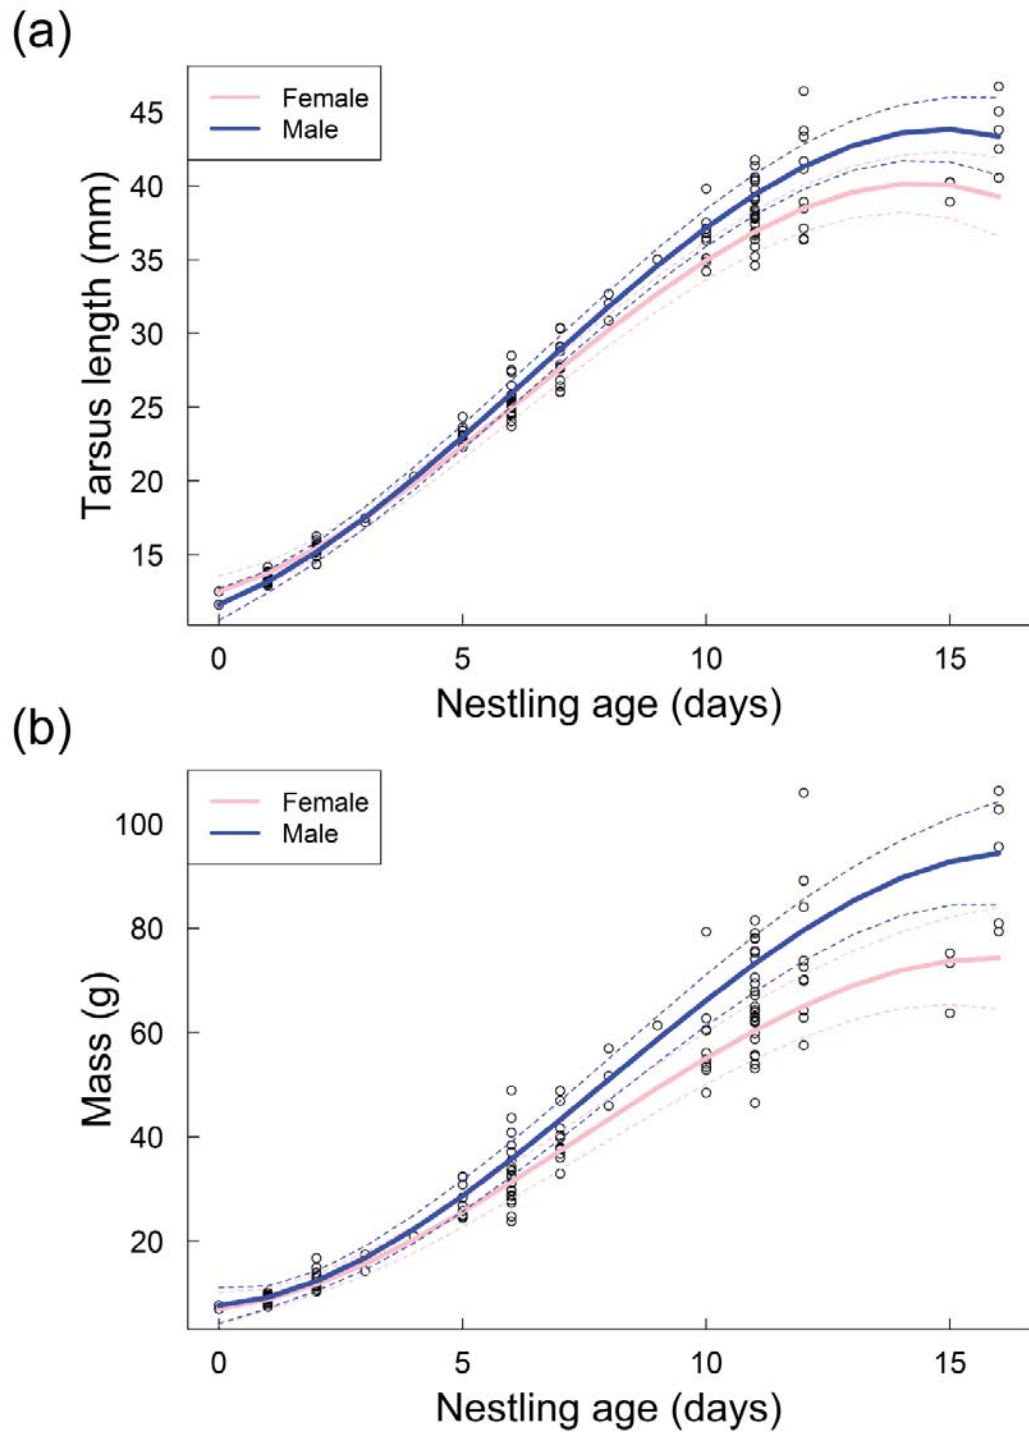 (a)
Female
Male
45
40
35
30
25
20
15
Tarsus length (mm)
0 5 10 15
Nestling age (days)
(b)
Female
Male
100
80
60
40
20
Mass (g)
0 5 10 15
Nestling age (days)